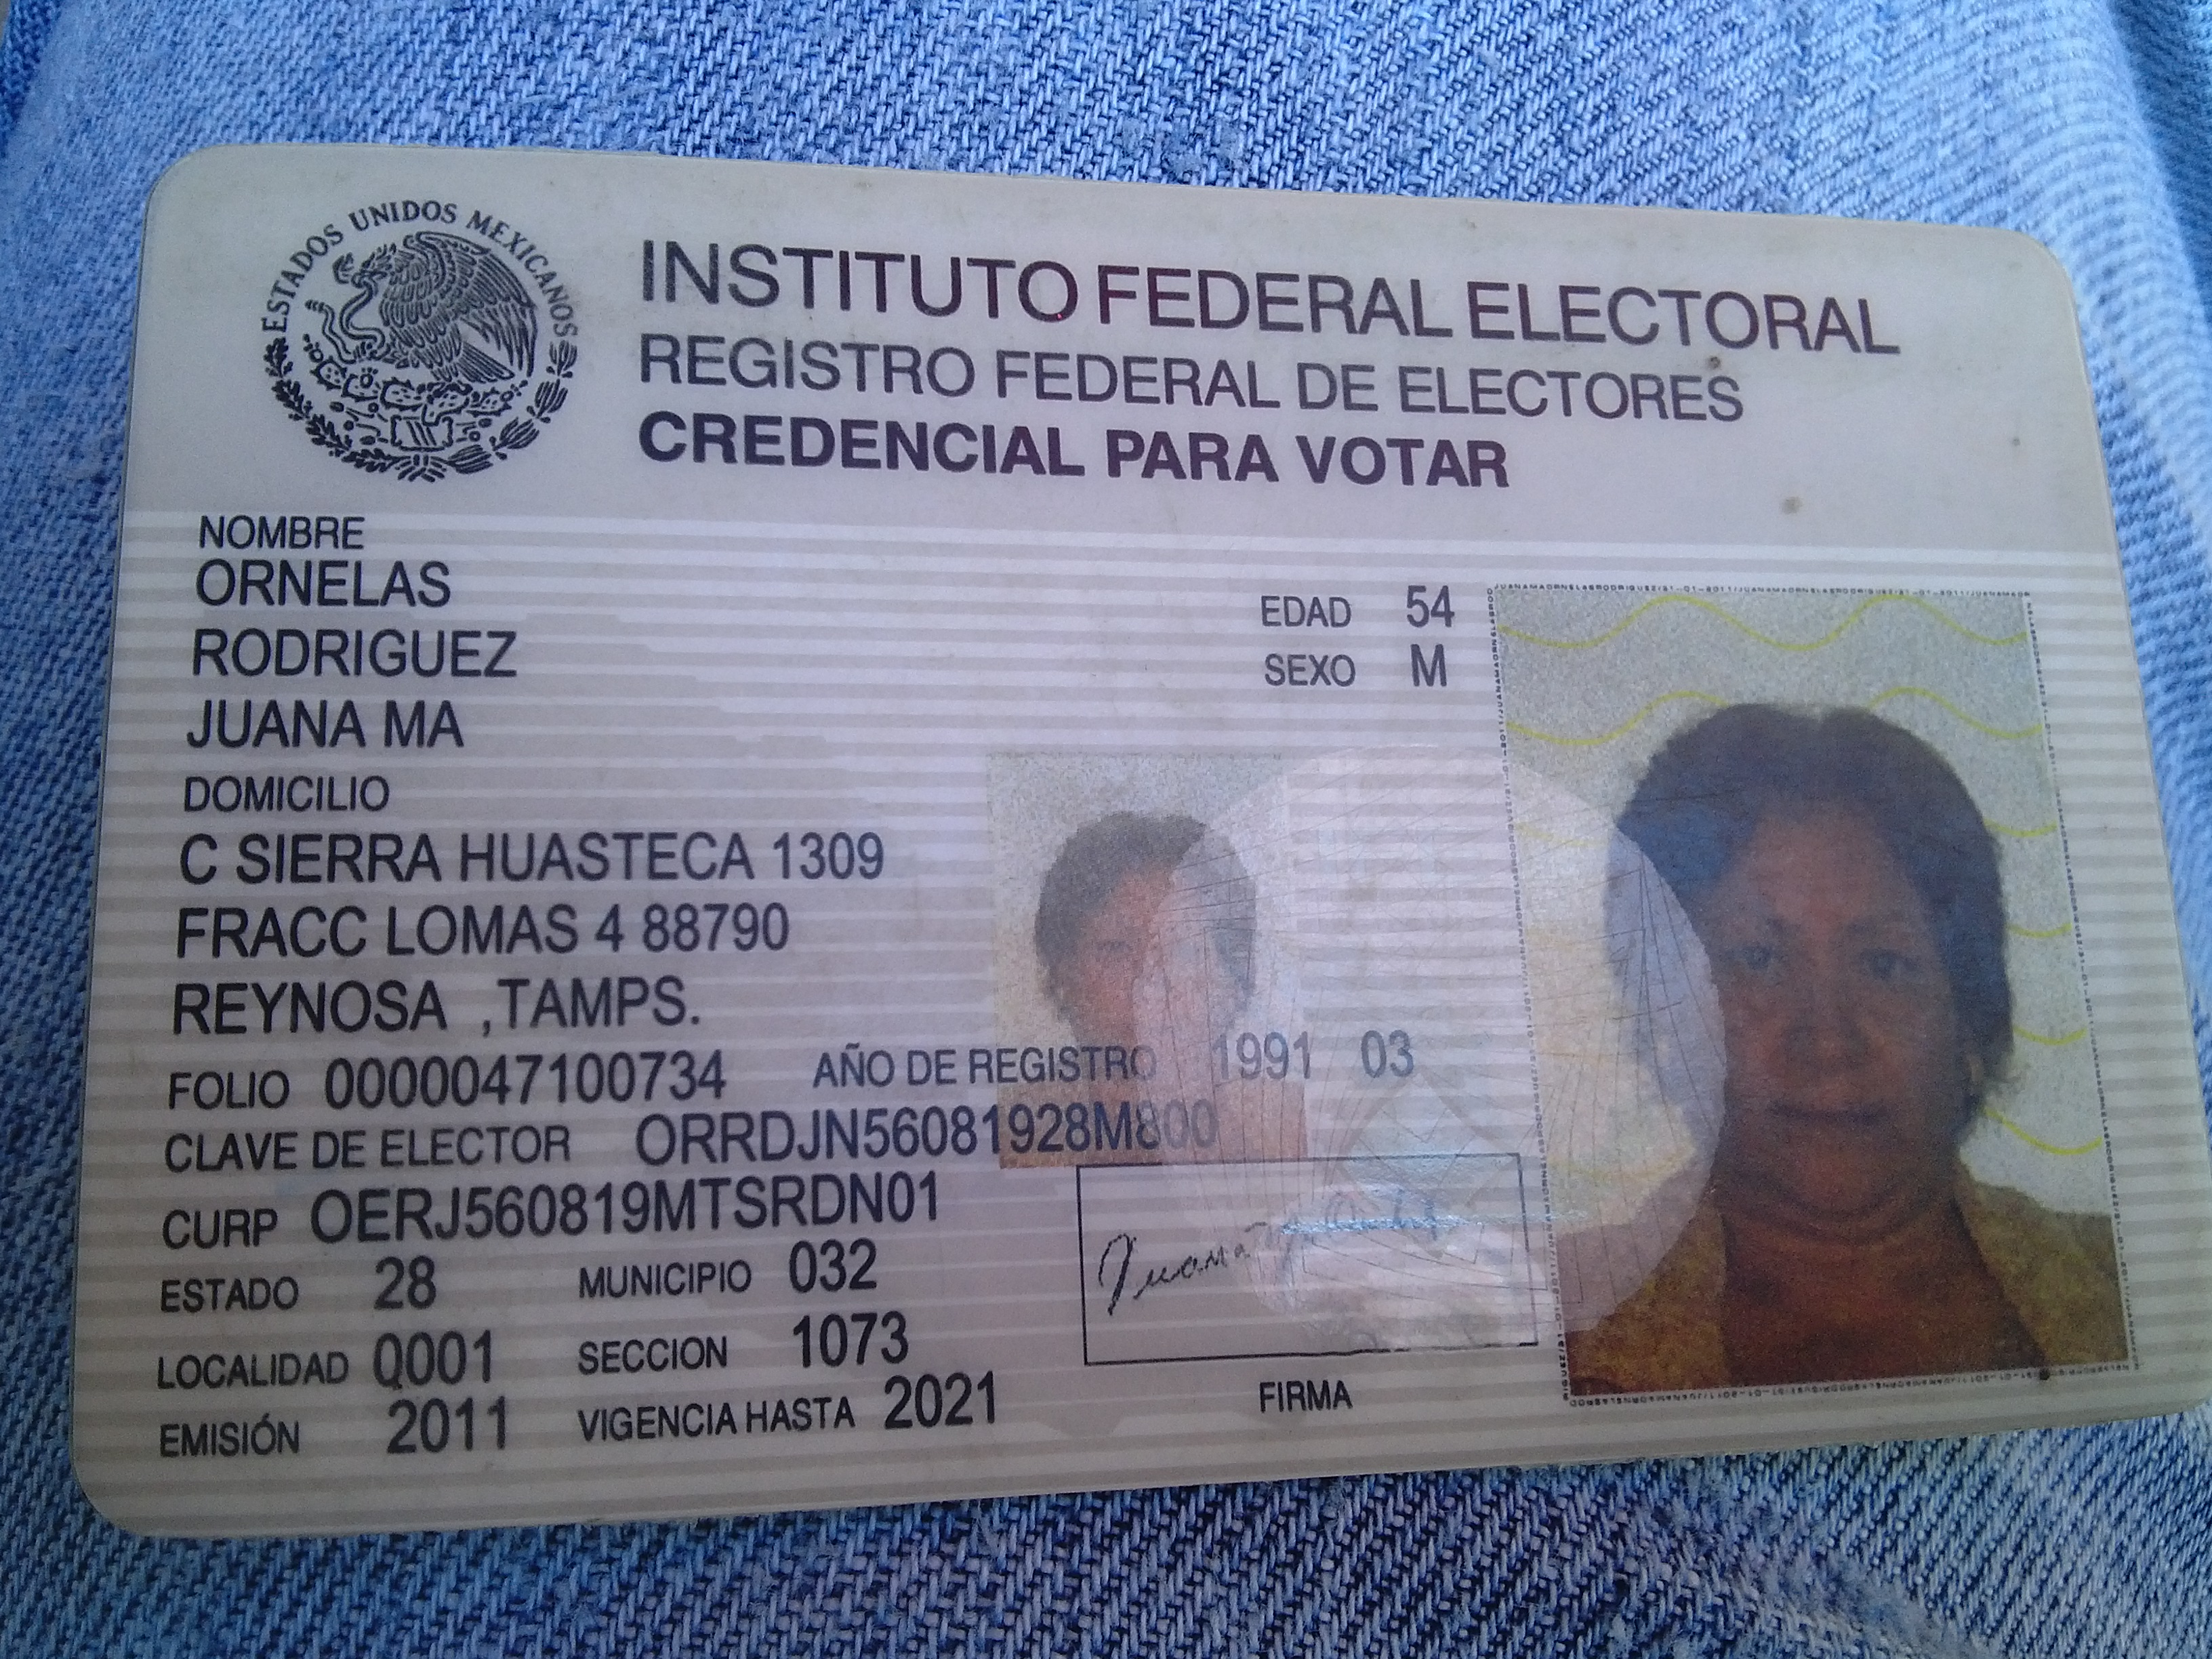 ESTADOS UNIDOS MEXICANOS
INSTITUTO FEDERAL ELECTORAL
REGISTRO FEDERAL DE ELECTORES
CREDENCIAL PARA VOTAR
NOMBRE
ORNELAS
RODRIGUEZ
JUANA MA
EDAD 54
SEXO M
DOMICILIO
C SIERRA HUASTECA 1309
FRACC LOMAS 4 88790
REYNOSA ,TAMPS.
FOLIO 0000047100734 AÑO DE REGISTRO 1991 03
CLAVE DE ELECTOR ORRDJN56081928M800
CURP OERJ560819MTSRDN01
ESTADO 28 MUNICIPIO 032
LOCALIDAD 0001 SECCION 1073
EMISIÓN 2011 VIGENCIA HASTA 2021
Juana
FIRMA